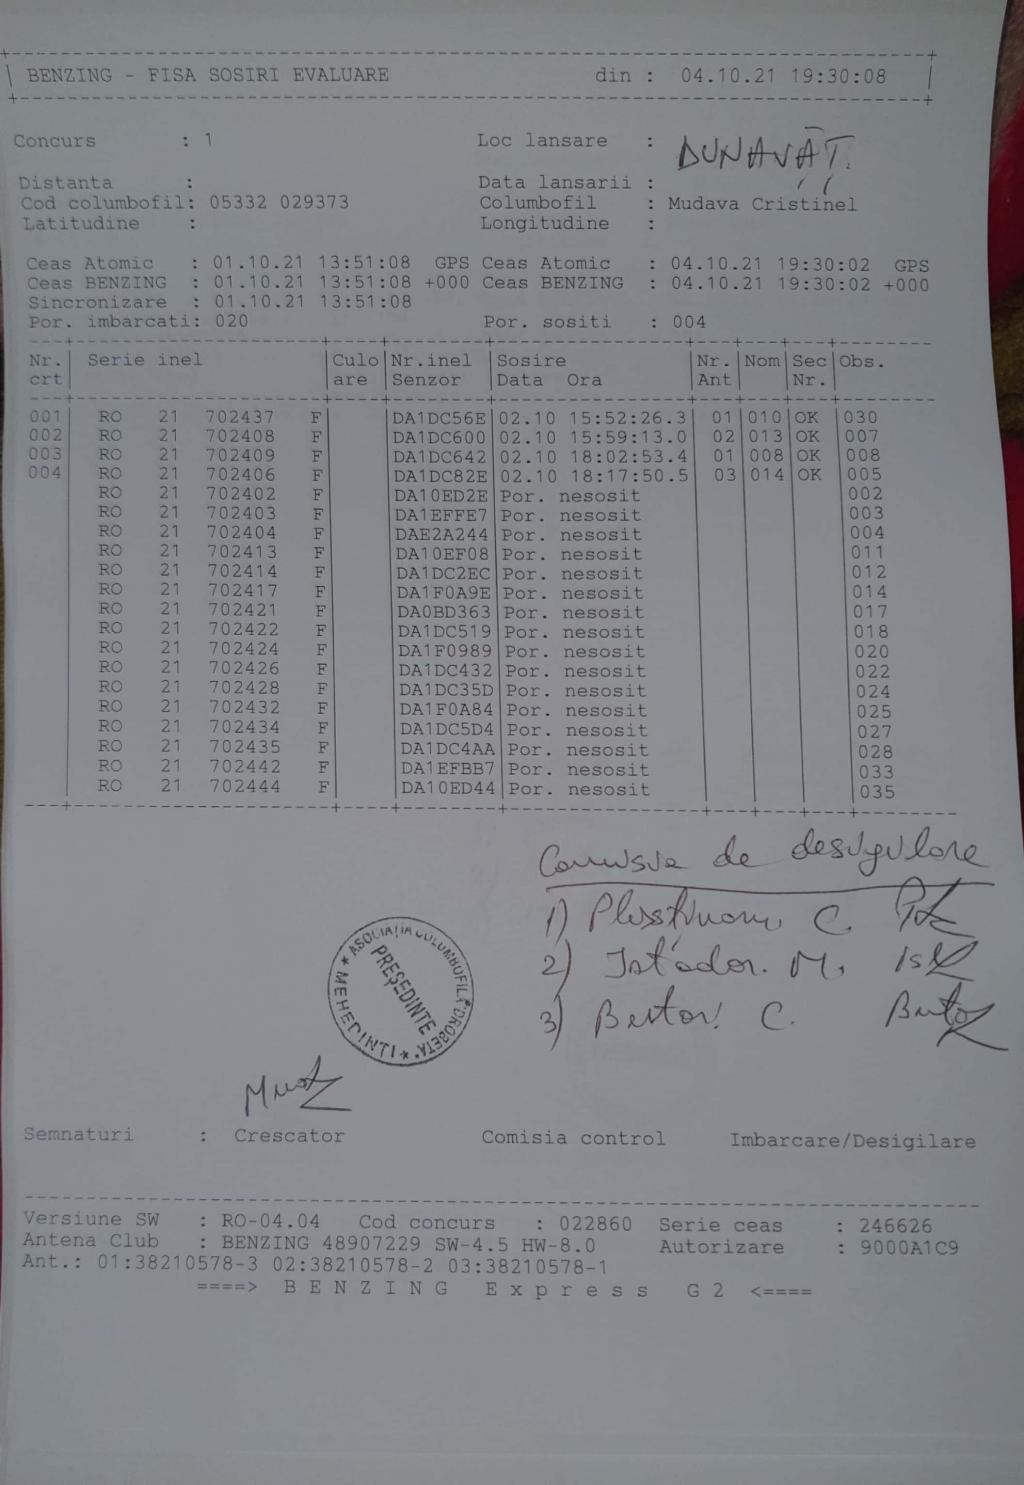 BENZING - FISA SOSIRI EVALUARE din : 04.10.21 19:30:08
Concurs : 1 Loc lansare : DUNAVĂȚ.
Distanta : Data lansarii :
Cod columbofil: 05332 029373 Columbofil : Mudava Cristinel
Latitudine : Longitudine :
Ceas Atomic : 01.10.21 13:51:08 GPS Ceas Atomic : 04.10.21 19:30:02 GPS
Ceas BENZING : 01.10.21 13:51:08 +000 Ceas BENZING : 04.10.21 19:30:02 +000
Sincronizare : 01.10.21 13:51:08
Por. imbarcati: 020 Por. sositi : 004
Nr. Serie inel Culo Nr.inel Sosire Nr. Nom Sec Obs.
crt are Senzor Data Ora Ant Nr.
001 RO 21 702437 F DA1DC56E 02.10 15:52:26.3 01 010 OK 030
002 RO 21 702408 F DA1DC600 02.10 15:59:13.0 02 013 OK 007
003 RO 21 702409 F DA1DC642 02.10 18:02:53.4 01 008 OK 008
004 RO 21 702406 F DA1DC82E 02.10 18:17:50.5 03 014 OK 005
RO 21 702402 F DA10ED2E Por. nesosit 002
RO 21 702403 F DA1EFFE7 Por. nesosit 003
RO 21 702404 F DAE2A244 Por. nesosit 004
RO 21 702413 F DA10EF08 Por. nesosit 011
RO 21 702414 F DA1DC2EC Por. nesosit 012
RO 21 702417 F DA1F0A9E Por. nesosit 014
RO 21 702421 F DA0BD363 Por. nesosit 017
RO 21 702422 F DA1DC519 Por. nesosit 018
RO 21 702424 F DA1F0989 Por. nesosit 020
RO 21 702426 F DA1DC432 Por. nesosit 022
RO 21 702428 F DA1DC35D Por. nesosit 024
RO 21 702432 F DA1F0A84 Por. nesosit 025
RO 21 702434 F DA1DC5D4 Por. nesosit 027
RO 21 702435 F DA1DC4AA Por. nesosit 028
RO 21 702442 F DA1EFBB7 Por. nesosit 033
RO 21 702444 F DA10ED44 Por. nesosit 035
Comisia de desigilare
1) C.
2) M.
3) C.
ASOCIAȚIA COLUMBOFILĂ "DROBETA" * MEHEDINTI *
PREȘEDINTE
Semnaturi : Crescator Comisia control Imbarcare/Desigilare
Versiune SW : RO-04.04 Cod concurs : 022860 Serie ceas : 246626
Antena Club : BENZING 48907229 SW-4.5 HW-8.0 Autorizare : 9000A1C9
Ant.: 01:38210578-3 02:38210578-2 03:38210578-1
====> B E N Z I N G E x p r e s s G 2 <====